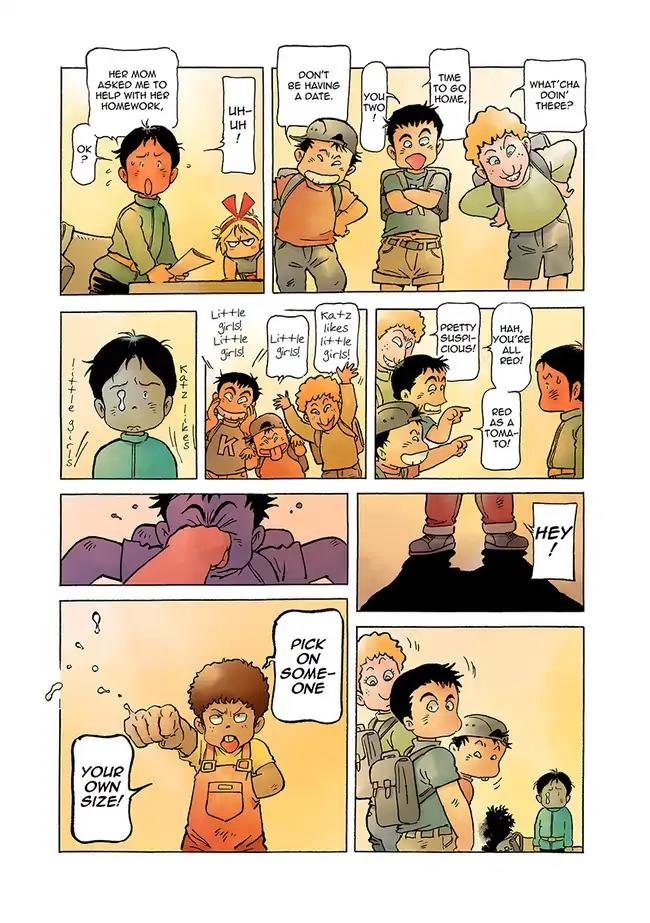 WHAT'CHA
DOIN'
THERE?
TIME
TO GO
HOME,
YOU
TWO!
DON'T
BE HAVING
A DATE.
UH-
UH!
HER MOM
ASKED ME TO
HELP WITH HER
HOMEWORK,
OK?
HAH,
YOU'RE
ALL
RED!
PRETTY
SUSPI-
CIOUS!
RED
AS A
TOMA-
TO!
Katz
likes
little
girls!
Little
girls!
Little
girls!
Little
girls!
K
Katz likes
little girls
HEY!
PICK
ON
SOME-
ONE
YOUR
OWN
SIZE!